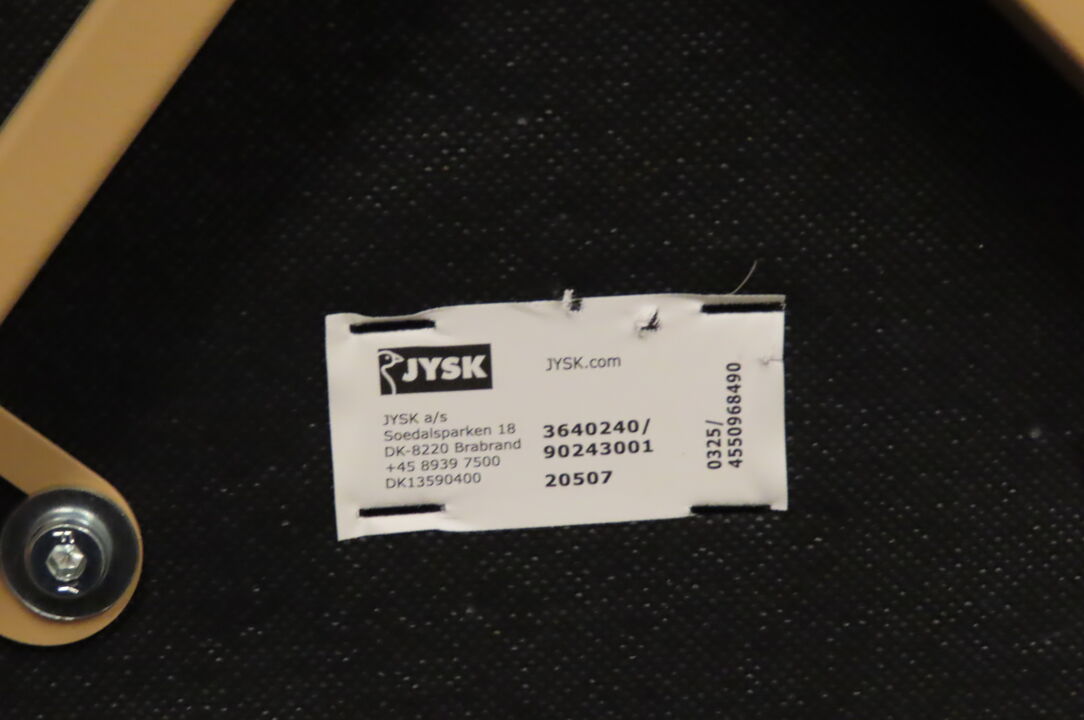 JYSK
JYSK a/s
Soedalsparken 18
DK-8220 Brabrand
+45 8939 7500
DK13590400
JYSK.com
3640240/
90243001
20507
0325/
4550968490